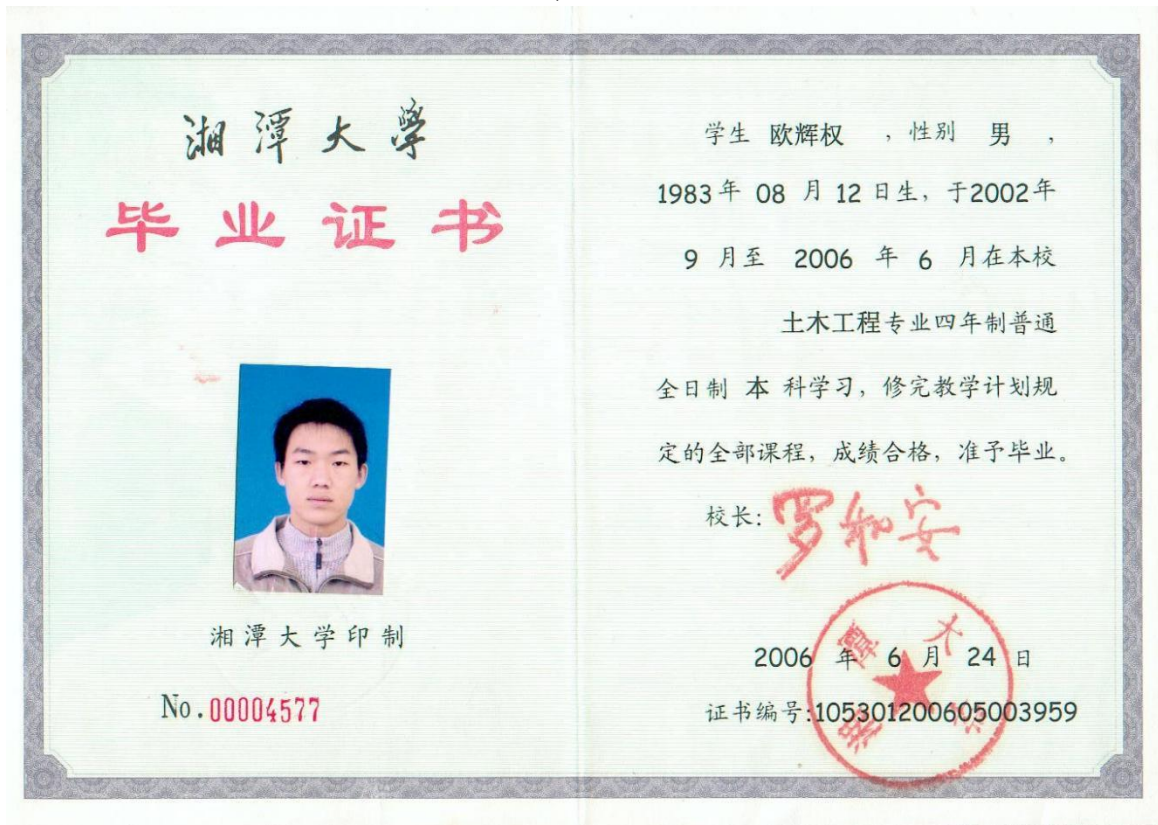 湘潭大學
毕业证书
湘潭大学印制
No.00004577
学生 欧辉权 ，性别 男 ，
1983年 08 月 12 日生，于2002年
9 月至 2006 年 6 月在本校
土木工程专业四年制普通
全日制 本 科学习，修完教学计划规
定的全部课程，成绩合格，准予毕业。
校长：罗和安
湘潭大学
2006 年 6 月 24 日
证书编号:105301200605003959